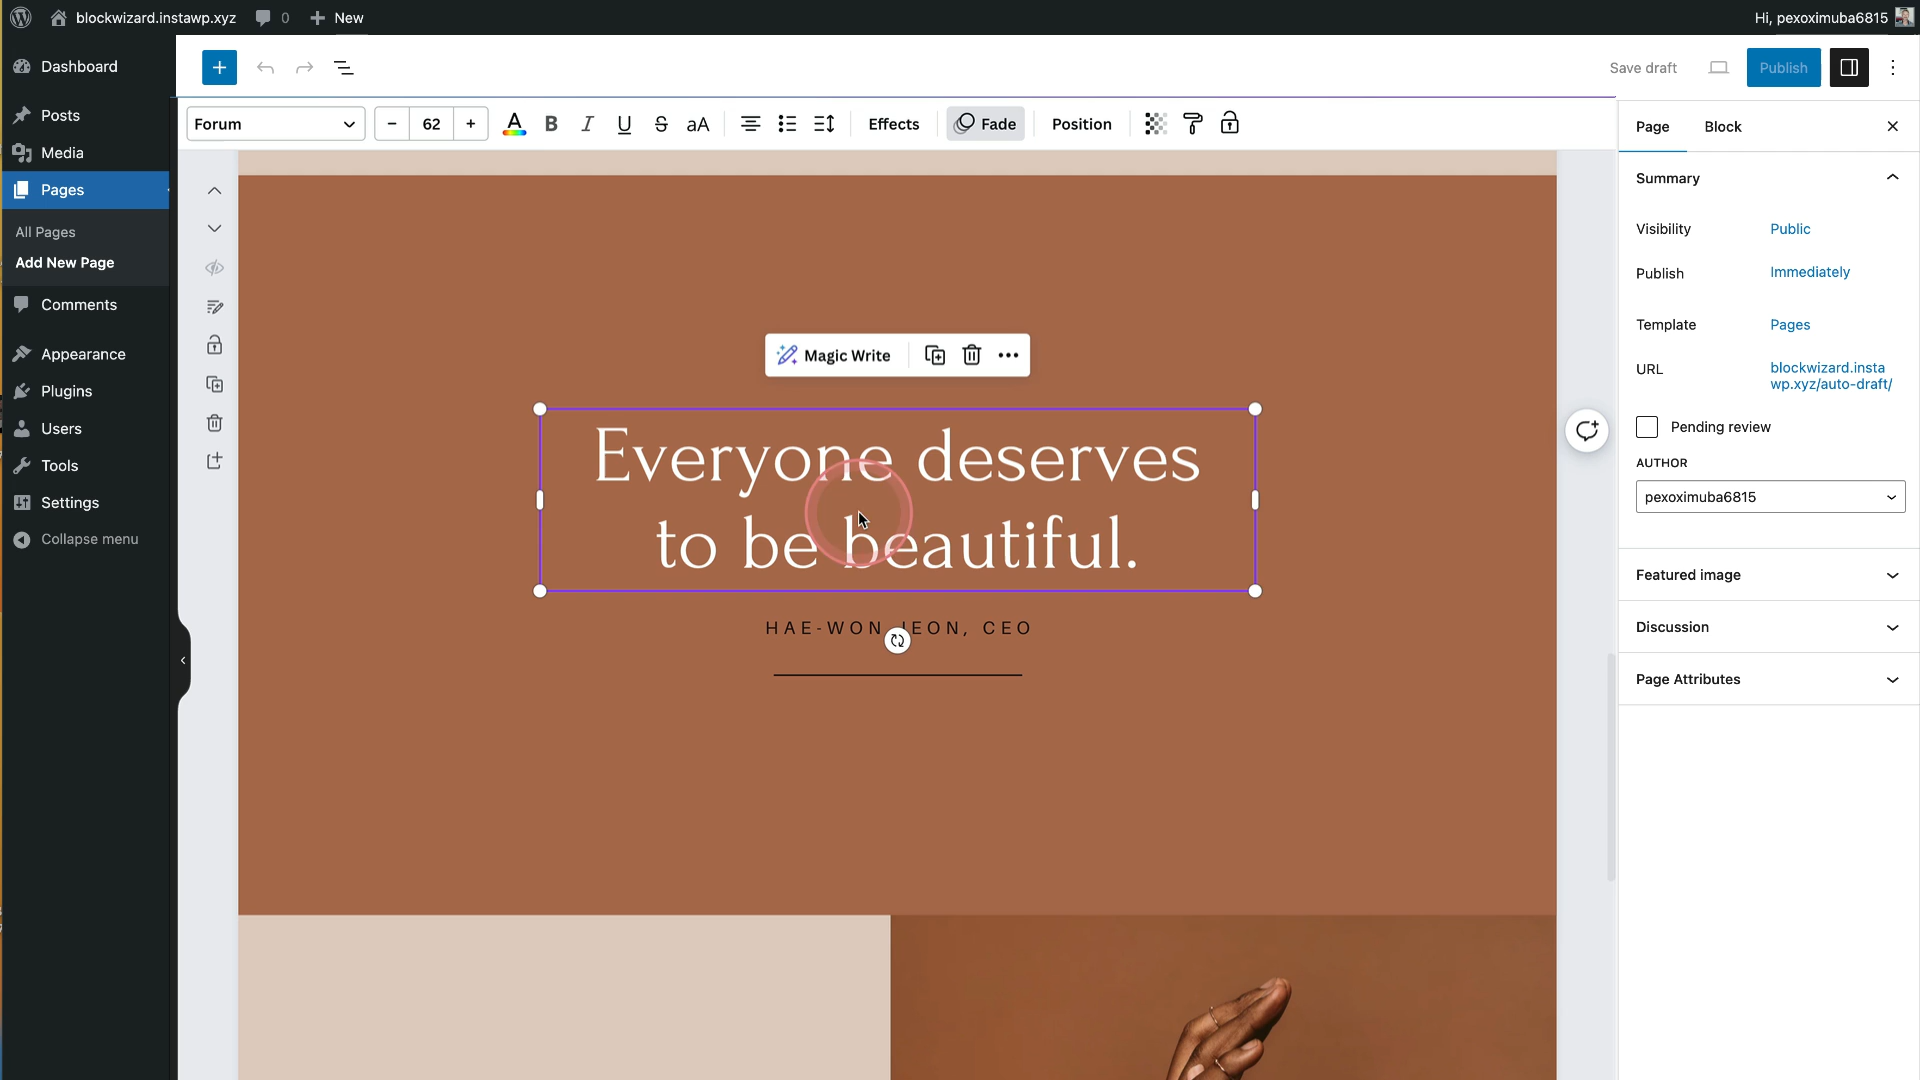 blockwizard.instawp.xyz 0 New Hi, pexoximuba6815
Dashboard
Posts
Media
Pages
All Pages
Add New Page
Comments
Appearance
Plugins
Users
Tools
Settings
Collapse menu
Save draft Publish
Forum 62 A B I U S aA Effects Fade Position
Magic Write
Everyone deserves
to be beautiful.
HAE-WON JEON, CEO
Page Block
Summary
Visibility Public
Publish Immediately
Template Pages
URL blockwizard.insta
wp.xyz/auto-draft/
Pending review
AUTHOR
pexoximuba6815
Featured image
Discussion
Page Attributes